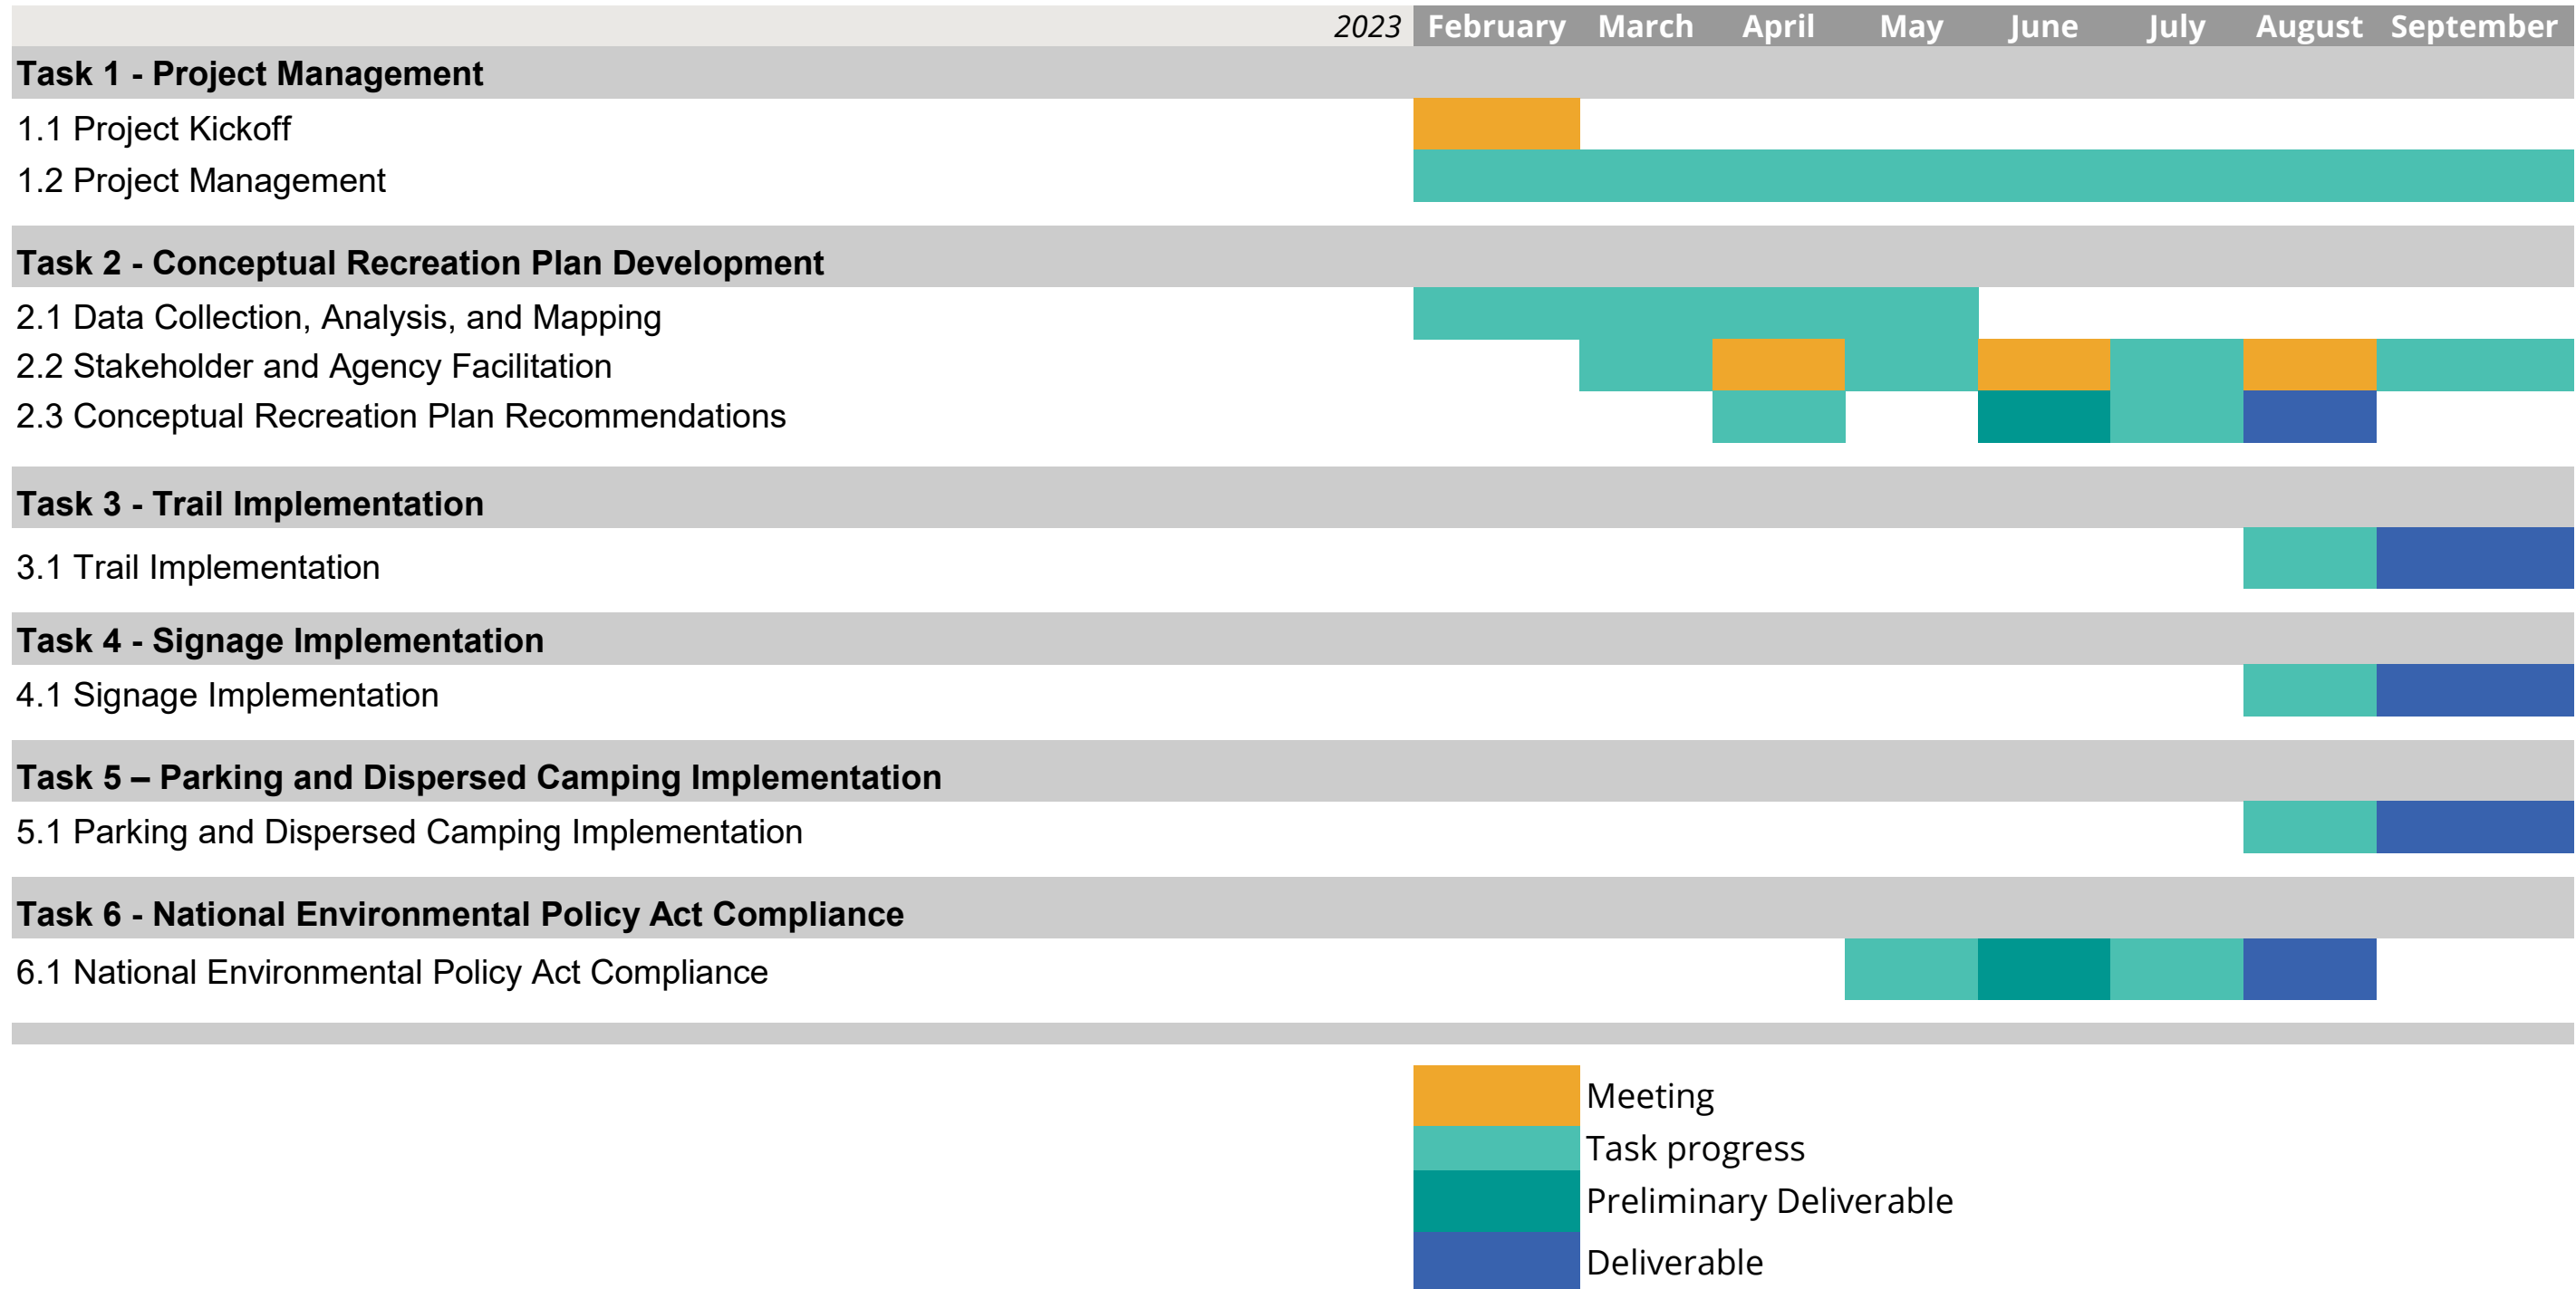 2023 February March April May June July August September
Task 1 - Project Management
1.1 Project Kickoff
1.2 Project Management
Task 2 - Conceptual Recreation Plan Development
2.1 Data Collection, Analysis, and Mapping
2.2 Stakeholder and Agency Facilitation
2.3 Conceptual Recreation Plan Recommendations
Task 3 - Trail Implementation
3.1 Trail Implementation
Task 4 - Signage Implementation
4.1 Signage Implementation
Task 5 – Parking and Dispersed Camping Implementation
5.1 Parking and Dispersed Camping Implementation
Task 6 - National Environmental Policy Act Compliance
6.1 National Environmental Policy Act Compliance
Meeting
Task progress
Preliminary Deliverable
Deliverable